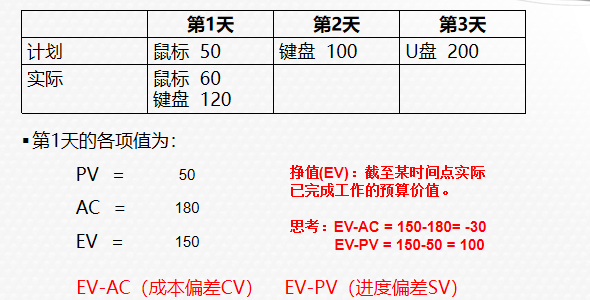 第1天 第2天 第3天
计划 鼠标 50 键盘 100 U盘 200
实际 鼠标 60
键盘 120
▪第1天的各项值为：
PV = 50
AC = 180
EV = 150
挣值(EV)：截至某时间点实际
已完成工作的预算价值。
思考：EV-AC = 150-180= -30
EV-PV = 150-50 = 100
EV-AC（成本偏差CV） EV-PV（进度偏差SV）